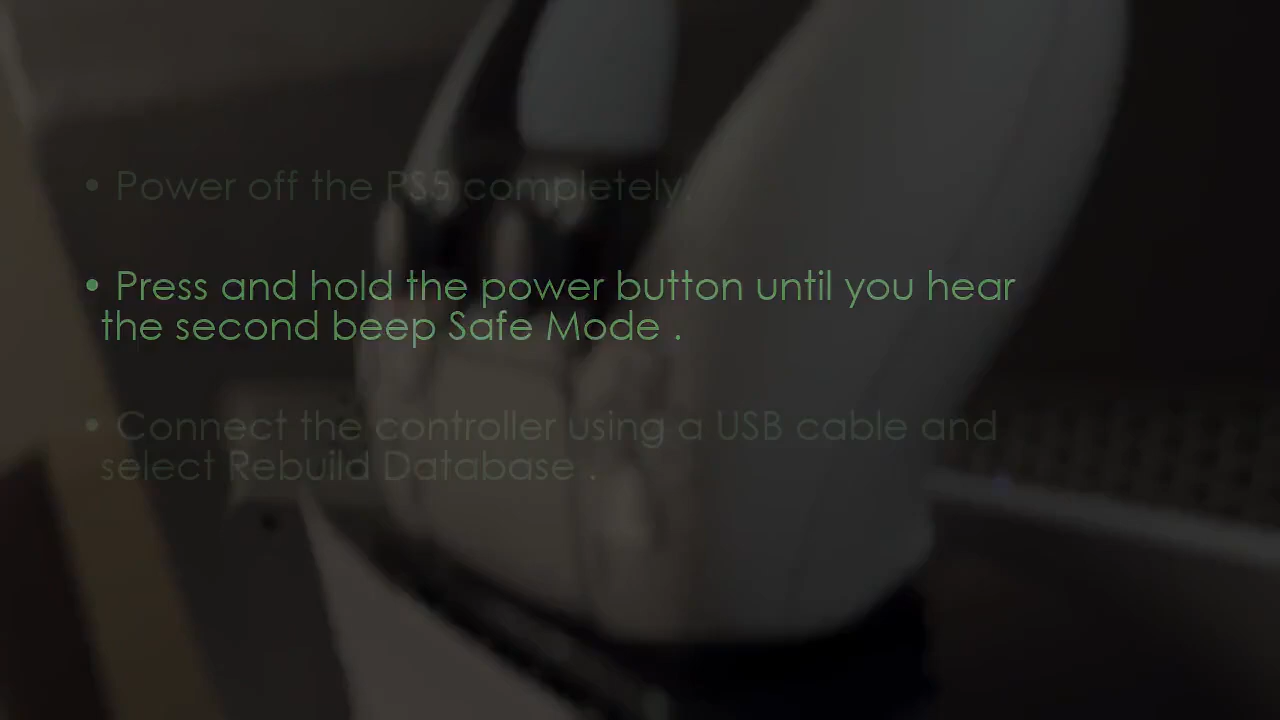 • Power off the PS5 completely.
• Press and hold the power button until you hear
the second beep Safe Mode .
• Connect the controller using a USB cable and
select Rebuild Database .